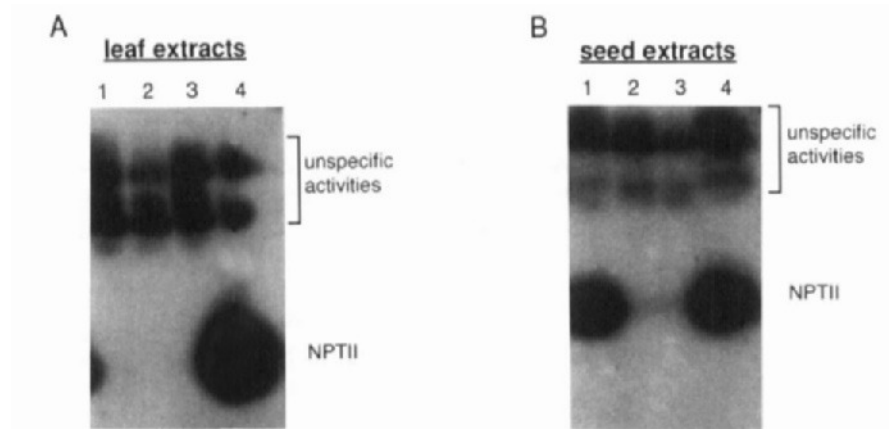 A
leaf extracts
1 2 3 4
unspecific
activities
NPTII
B
seed extracts
1 2 3 4
unspecific
activities
NPTII